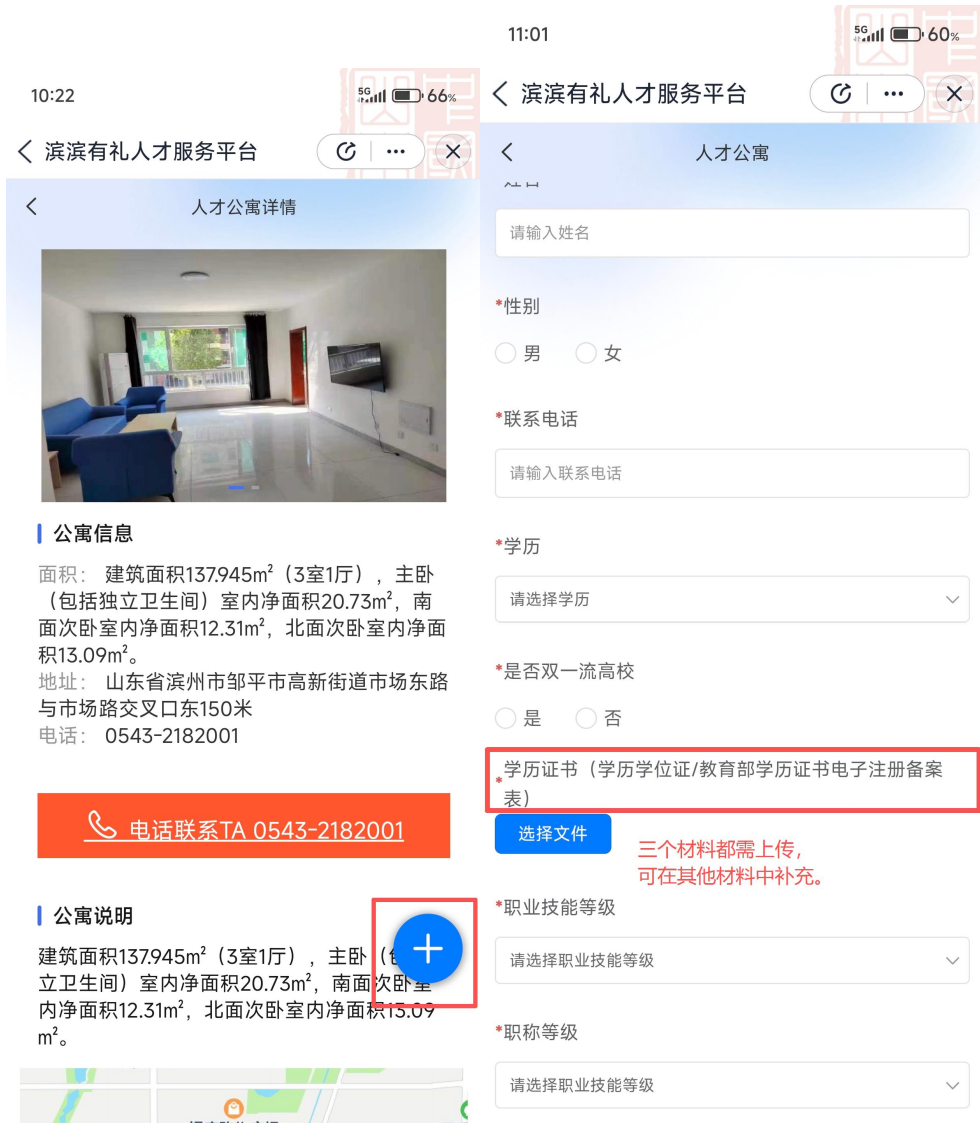 10:22
5G
66%
滨滨有礼人才服务平台
人才公寓详情
公寓信息
面积： 建筑面积137.945m²（3室1厅），主卧
（包括独立卫生间）室内净面积20.73m²，南
面次卧室内净面积12.31m²，北面次卧室内净面
积13.09m²。
地址： 山东省滨州市邹平市高新街道市场东路
与市场路交叉口东150米
电话： 0543-2182001
电话联系TA 0543-2182001
公寓说明
建筑面积137.945m²（3室1厅），主卧（
立卫生间）室内净面积20.73m²，南面次卧室
内净面积12.31m²，北面次卧室内净面积13.09
m²。
11:01
5G
60%
滨滨有礼人才服务平台
人才公寓
请输入姓名
*性别
男 女
*联系电话
请输入联系电话
*学历
请选择学历
*是否双一流高校
是 否
*学历证书（学历学位证/教育部学历证书电子注册备案
表）
选择文件
三个材料都需上传，
可在其他材料中补充。
*职业技能等级
请选择职业技能等级
*职称等级
请选择职业技能等级